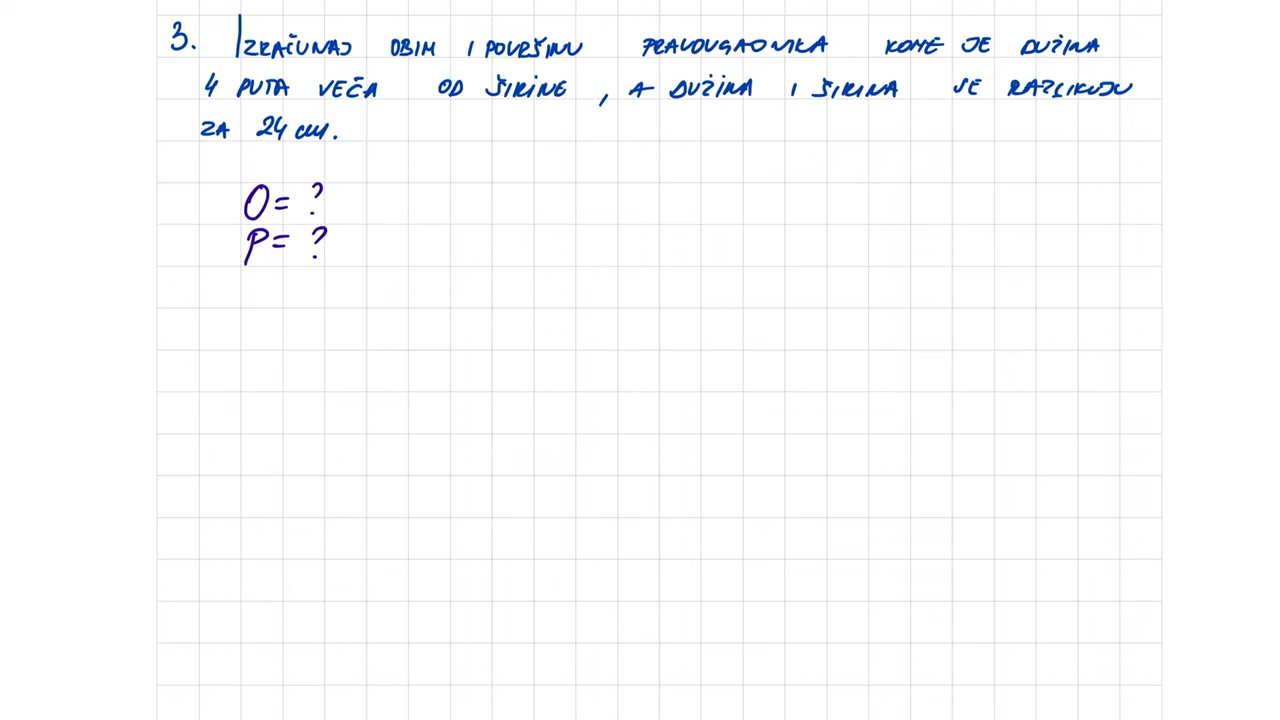 3. IZRAČUNAJ OBIM I POVRŠINU PRAVOUGAONIKA KOME JE DUŽINA
4 PUTA VEĆA OD ŠIRINE, A DUŽINA I ŠIRINA SE RAZLIKUJU
ZA 24 cm.
O = ?
P = ?